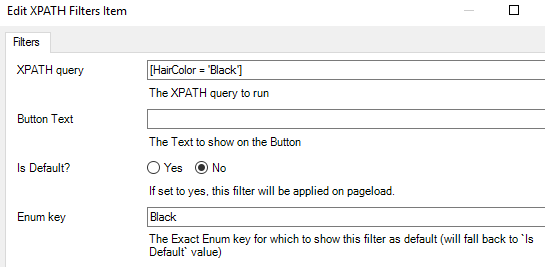 Edit XPATH Filters Item
Filters
XPATH query
[HairColor = 'Black']
The XPATH query to run
Button Text
The Text to show on the Button
Is Default?
Yes No
If set to yes, this filter will be applied on pageload.
Enum key
Black
The Exact Enum key for which to show this filter as default (will fall back to `Is
Default` value)